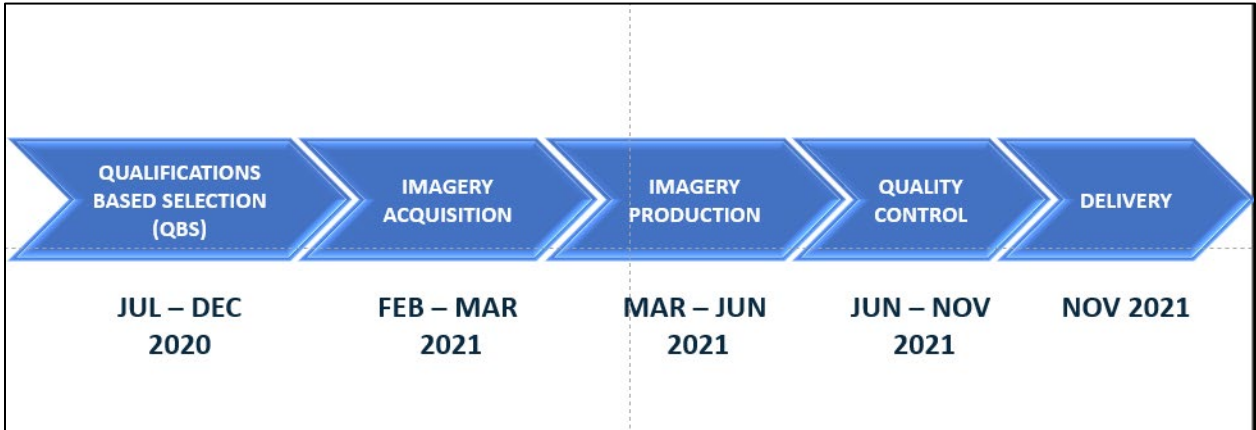 QUALIFICATIONS
BASED SELECTION
(QBS)
IMAGERY
ACQUISITION
IMAGERY
PRODUCTION
QUALITY
CONTROL
DELIVERY
JUL – DEC
2020
FEB – MAR
2021
MAR – JUN
2021
JUN – NOV
2021
NOV 2021